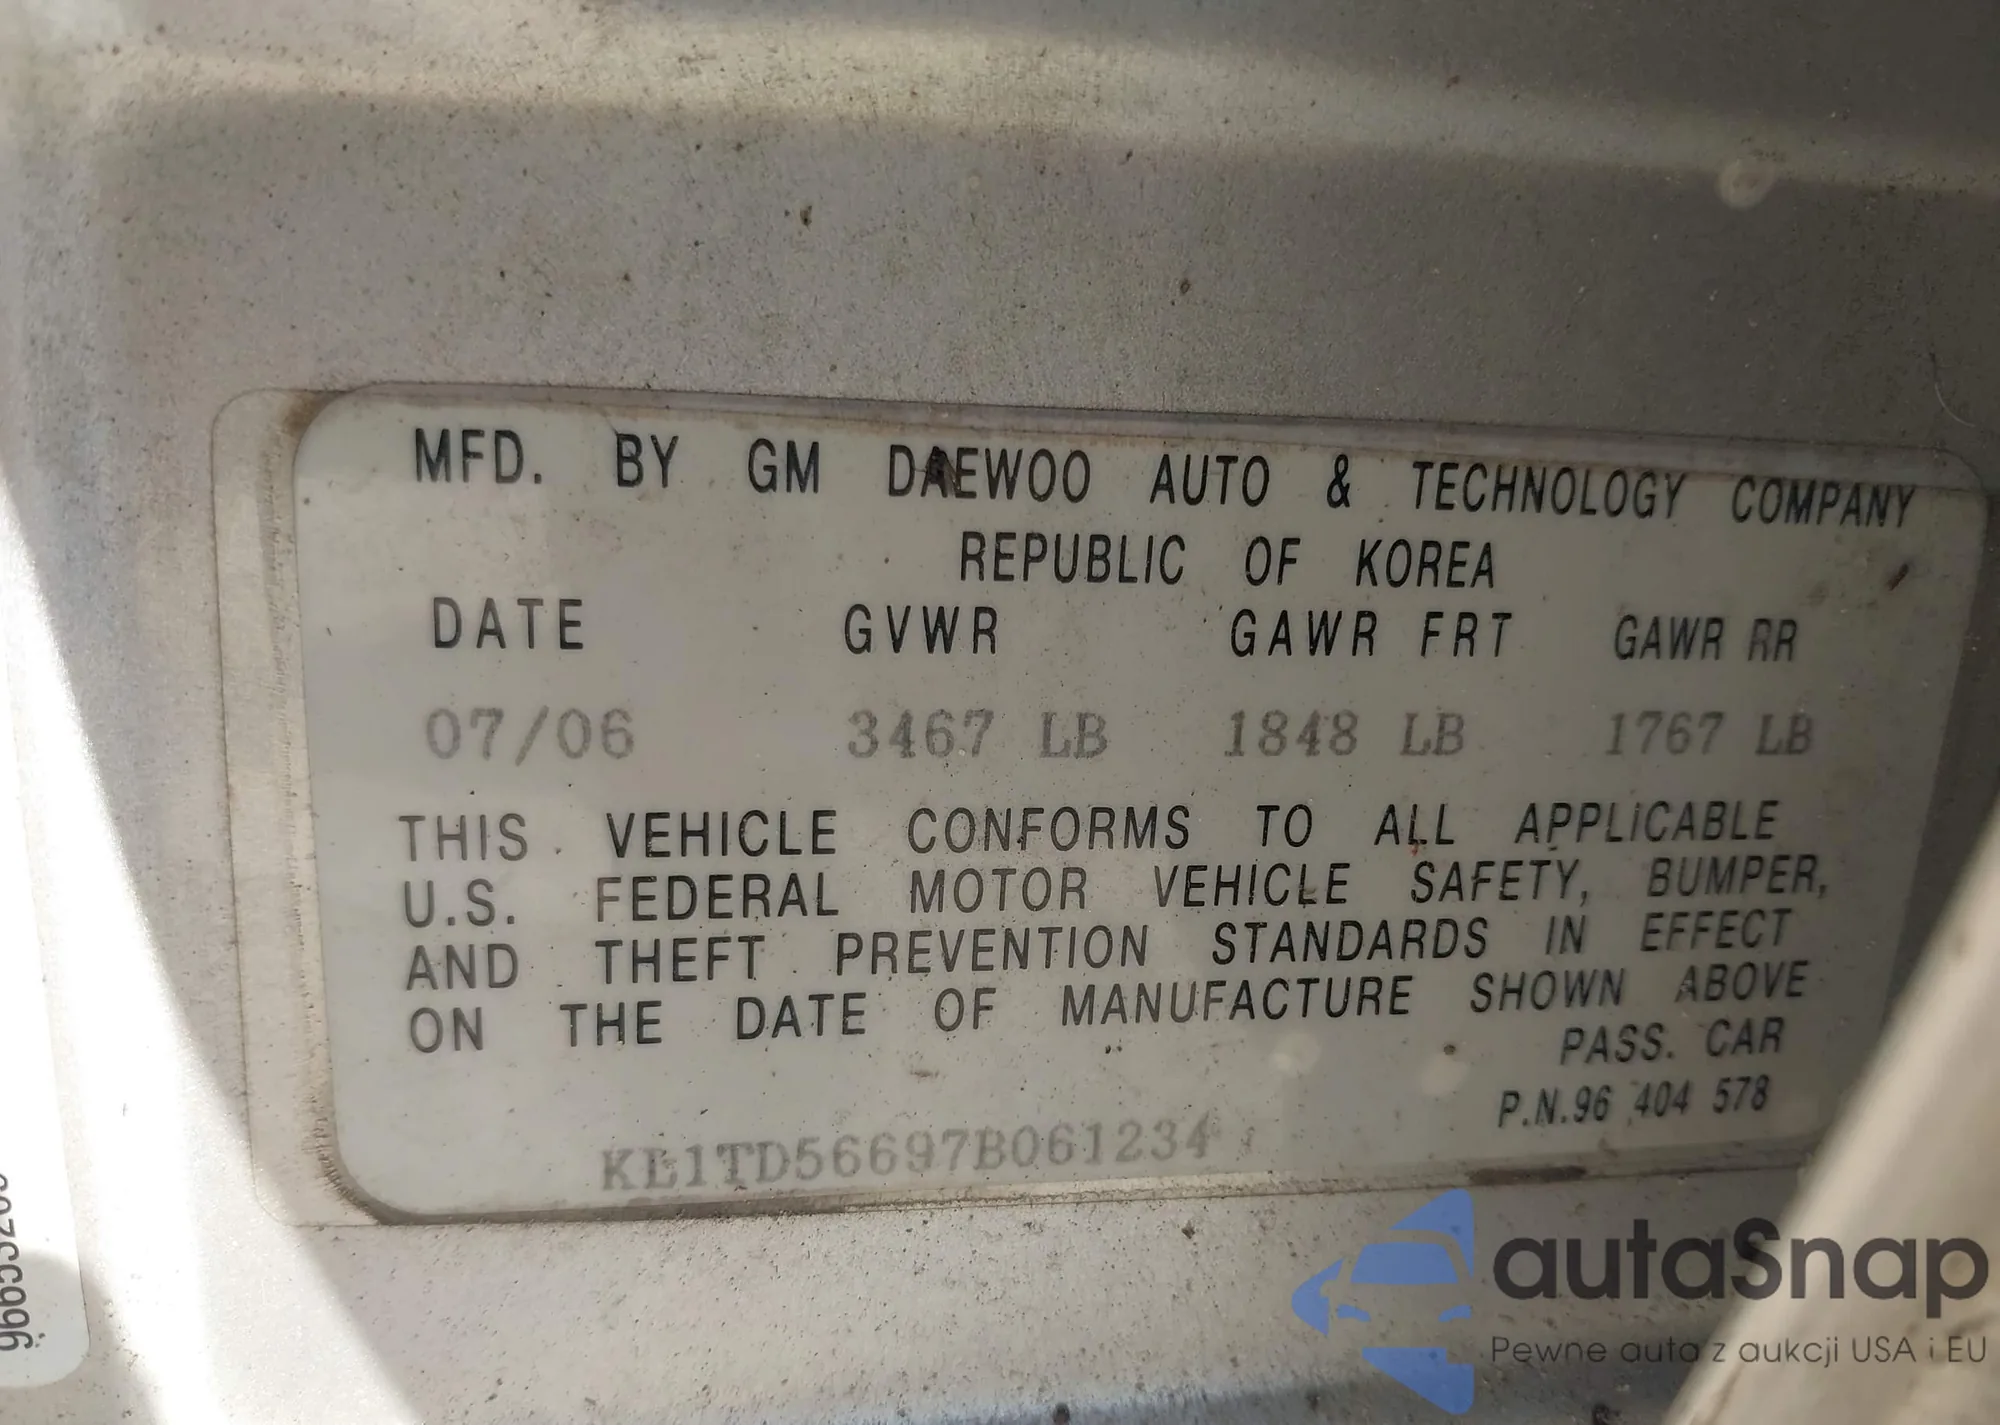 MFD. BY GM DAEWOO AUTO & TECHNOLOGY COMPANY
REPUBLIC OF KOREA
DATE GVWR GAWR FRT GAWR RR
07/06 3467 LB 1848 LB 1767 LB
THIS VEHICLE CONFORMS TO ALL APPLICABLE
U.S. FEDERAL MOTOR VEHICLE SAFETY, BUMPER,
AND THEFT PREVENTION STANDARDS IN EFFECT
ON THE DATE OF MANUFACTURE SHOWN ABOVE
PASS. CAR
P.N.96 404 578
KL1TD56697B061234
autaSnap
Pewne auta z aukcji USA i EU